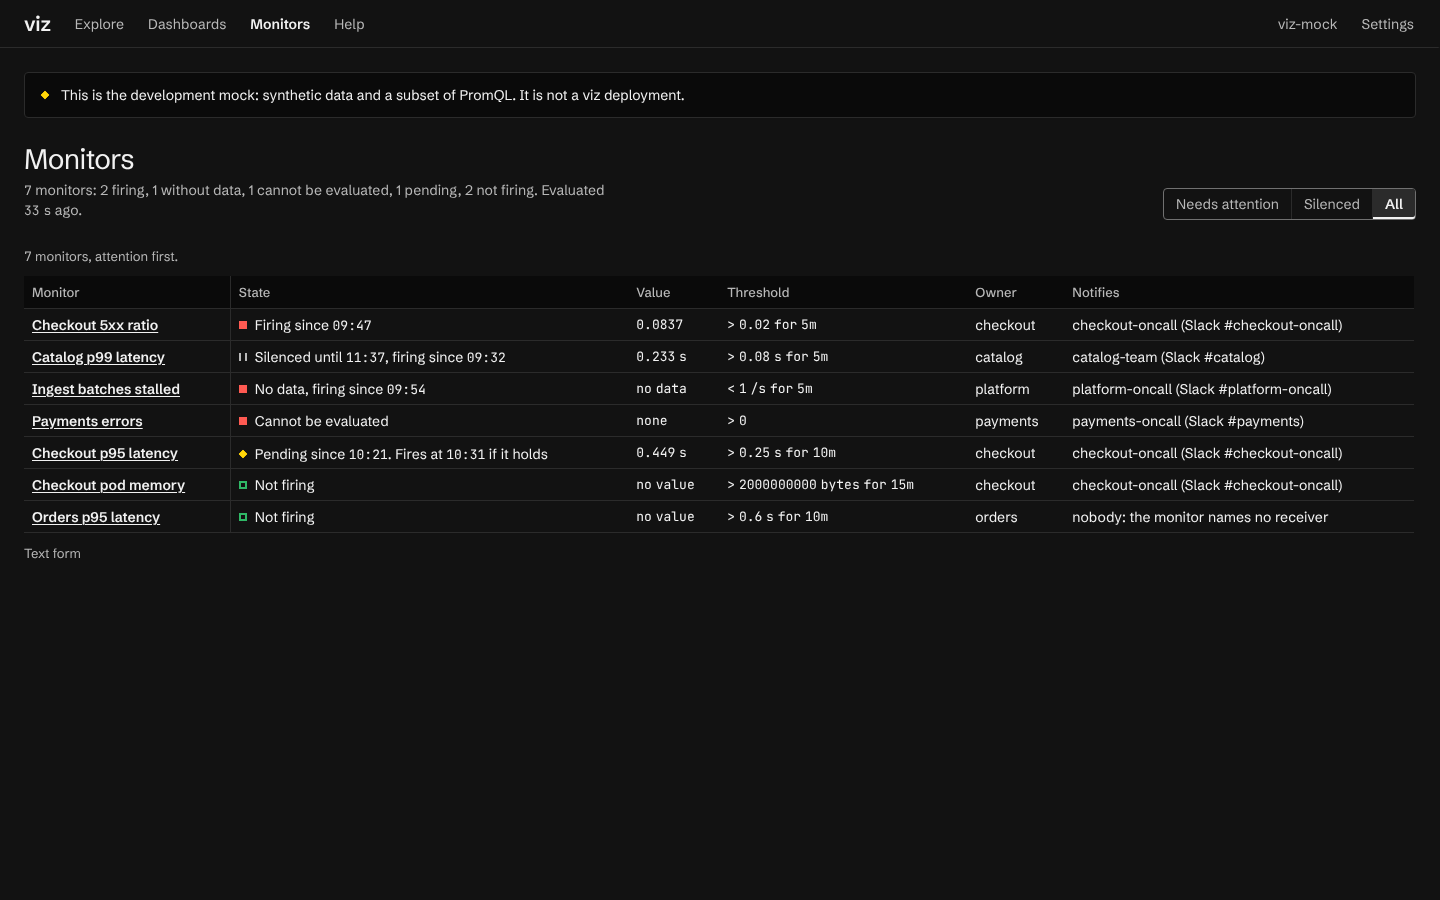 viz Explore Dashboards Monitors Help viz-mock Settings
This is the development mock: synthetic data and a subset of PromQL. It is not a viz deployment.
Monitors
7 monitors: 2 firing, 1 without data, 1 cannot be evaluated, 1 pending, 2 not firing. Evaluated
33 s ago.
Needs attention Silenced All
7 monitors, attention first.
Monitor State Value Threshold Owner Notifies
Checkout 5xx ratio Firing since 09:47 0.0837 > 0.02 for 5m checkout checkout-oncall (Slack #checkout-oncall)
Catalog p99 latency Silenced until 11:37, firing since 09:32 0.233 s > 0.08 s for 5m catalog catalog-team (Slack #catalog)
Ingest batches stalled No data, firing since 09:54 no data < 1 /s for 5m platform platform-oncall (Slack #platform-oncall)
Payments errors Cannot be evaluated none > 0 payments payments-oncall (Slack #payments)
Checkout p95 latency Pending since 10:21. Fires at 10:31 if it holds 0.449 s > 0.25 s for 10m checkout checkout-oncall (Slack #checkout-oncall)
Checkout pod memory Not firing no value > 2000000000 bytes for 15m checkout checkout-oncall (Slack #checkout-oncall)
Orders p95 latency Not firing no value > 0.6 s for 10m orders nobody: the monitor names no receiver
Text form